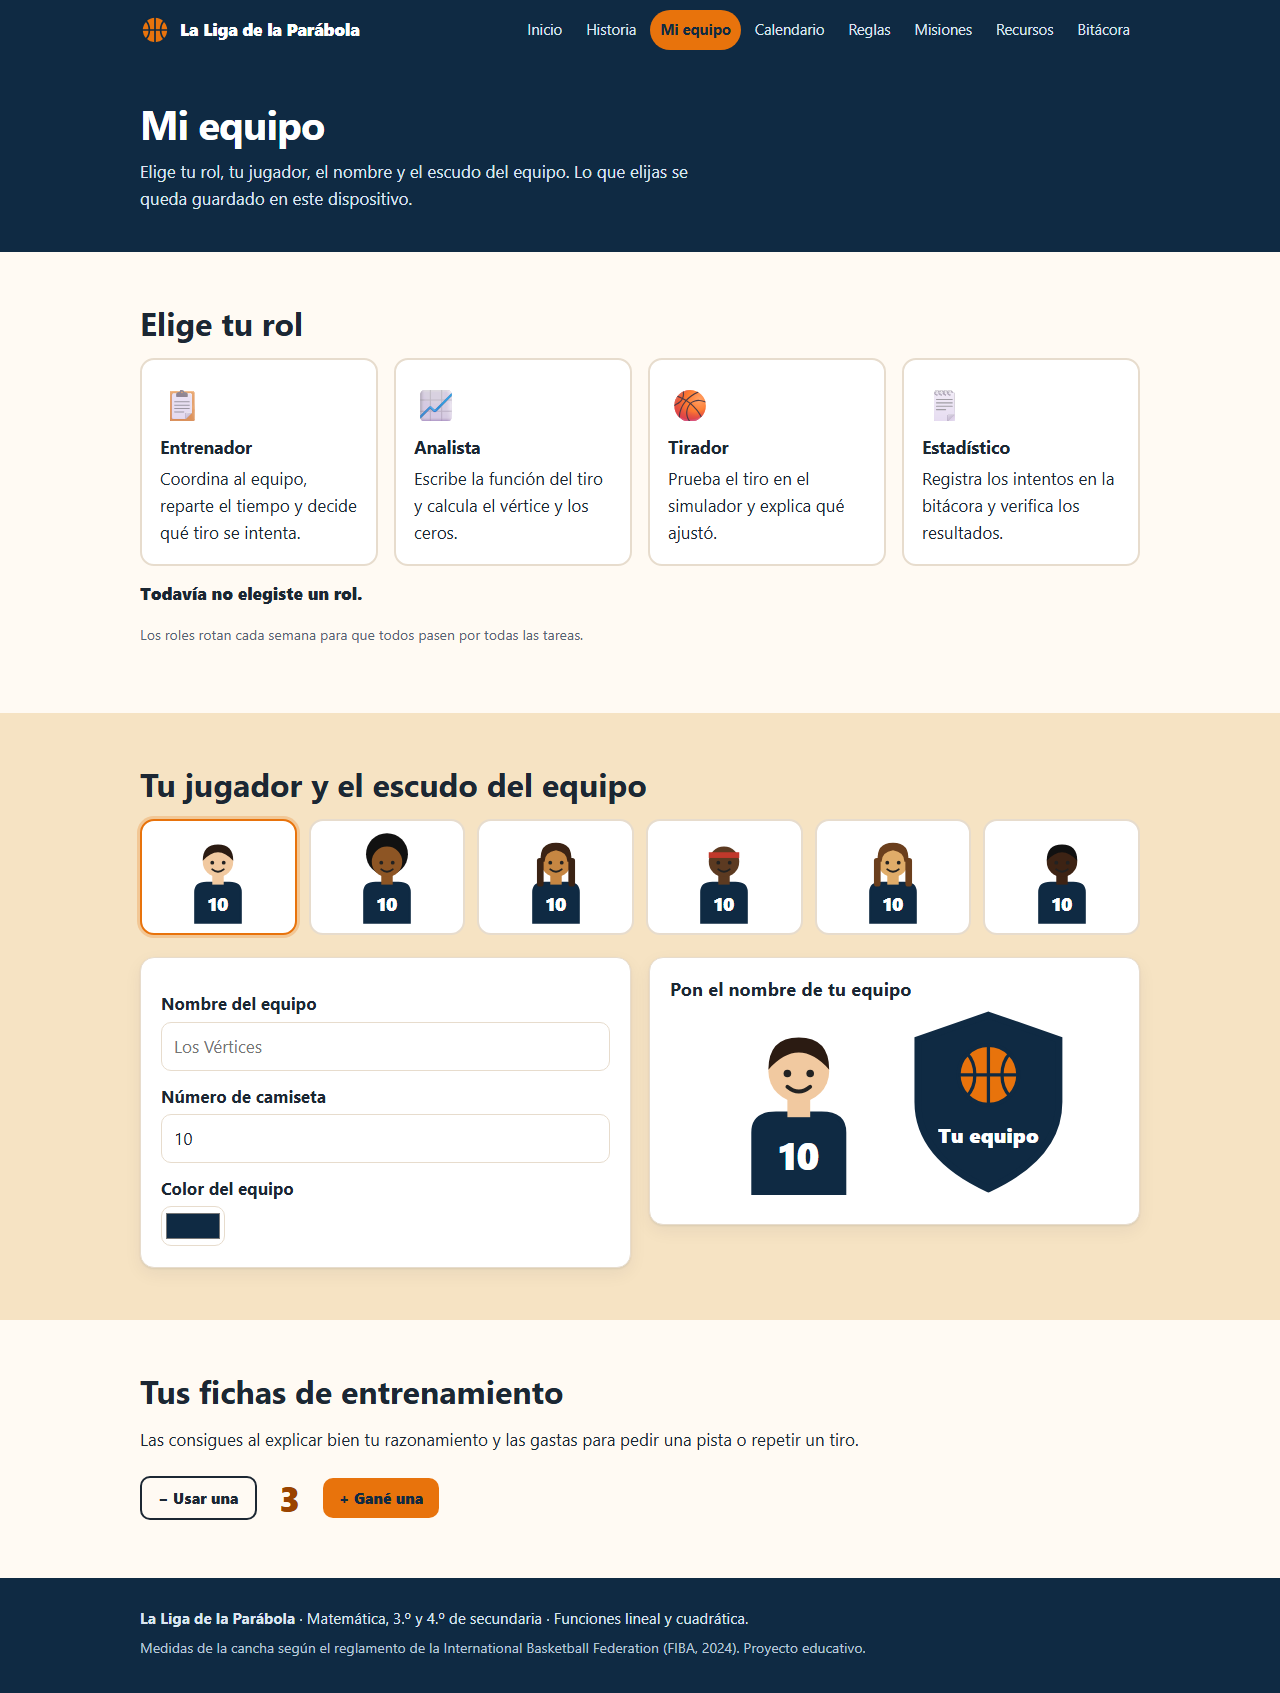 La Liga de la Parábola
Inicio Historia Mi equipo Calendario Reglas Misiones Recursos Bitácora
Mi equipo
Elige tu rol, tu jugador, el nombre y el escudo del equipo. Lo que elijas se
queda guardado en este dispositivo.
Elige tu rol
Entrenador
Coordina al equipo,
reparte el tiempo y decide
qué tiro se intenta.
Analista
Escribe la función del tiro
y calcula el vértice y los
ceros.
Tirador
Prueba el tiro en el
simulador y explica qué
ajustó.
Estadístico
Registra los intentos en la
bitácora y verifica los
resultados.
Todavía no elegiste un rol.
Los roles rotan cada semana para que todos pasen por todas las tareas.
Tu jugador y el escudo del equipo
10
10
10
10
10
10
Nombre del equipo
Los Vértices
Número de camiseta
10
Color del equipo
Pon el nombre de tu equipo
10
Tu equipo
Tus fichas de entrenamiento
Las consigues al explicar bien tu razonamiento y las gastas para pedir una pista o repetir un tiro.
− Usar una 3 + Gané una
La Liga de la Parábola · Matemática, 3.º y 4.º de secundaria · Funciones lineal y cuadrática.
Medidas de la cancha según el reglamento de la International Basketball Federation (FIBA, 2024). Proyecto educativo.